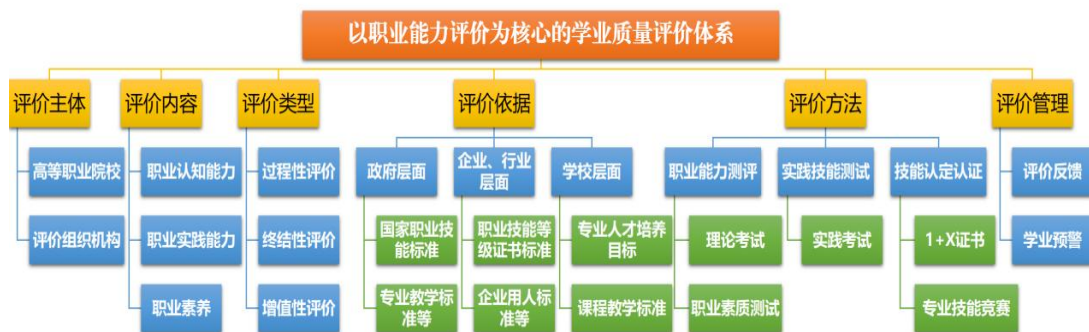 以职业能力评价为核心的学业质量评价体系
评价主体
评价内容
评价类型
评价依据
评价方法
评价管理
高等职业院校
职业认知能力
过程性评价
政府层面
企业、行业
层面
学校层面
职业能力测评
实践技能测试
技能认定认证
评价反馈
评价组织机构
职业实践能力
终结性评价
国家职业技
能标准
职业技能等
级证书标准
专业人才培养
目标
理论考试
实践考试
1+X证书
学业预警
职业素养
增值性评价
专业教学标
准等
企业用人标
准等
课程教学标准
职业素质测试
专业技能竞赛